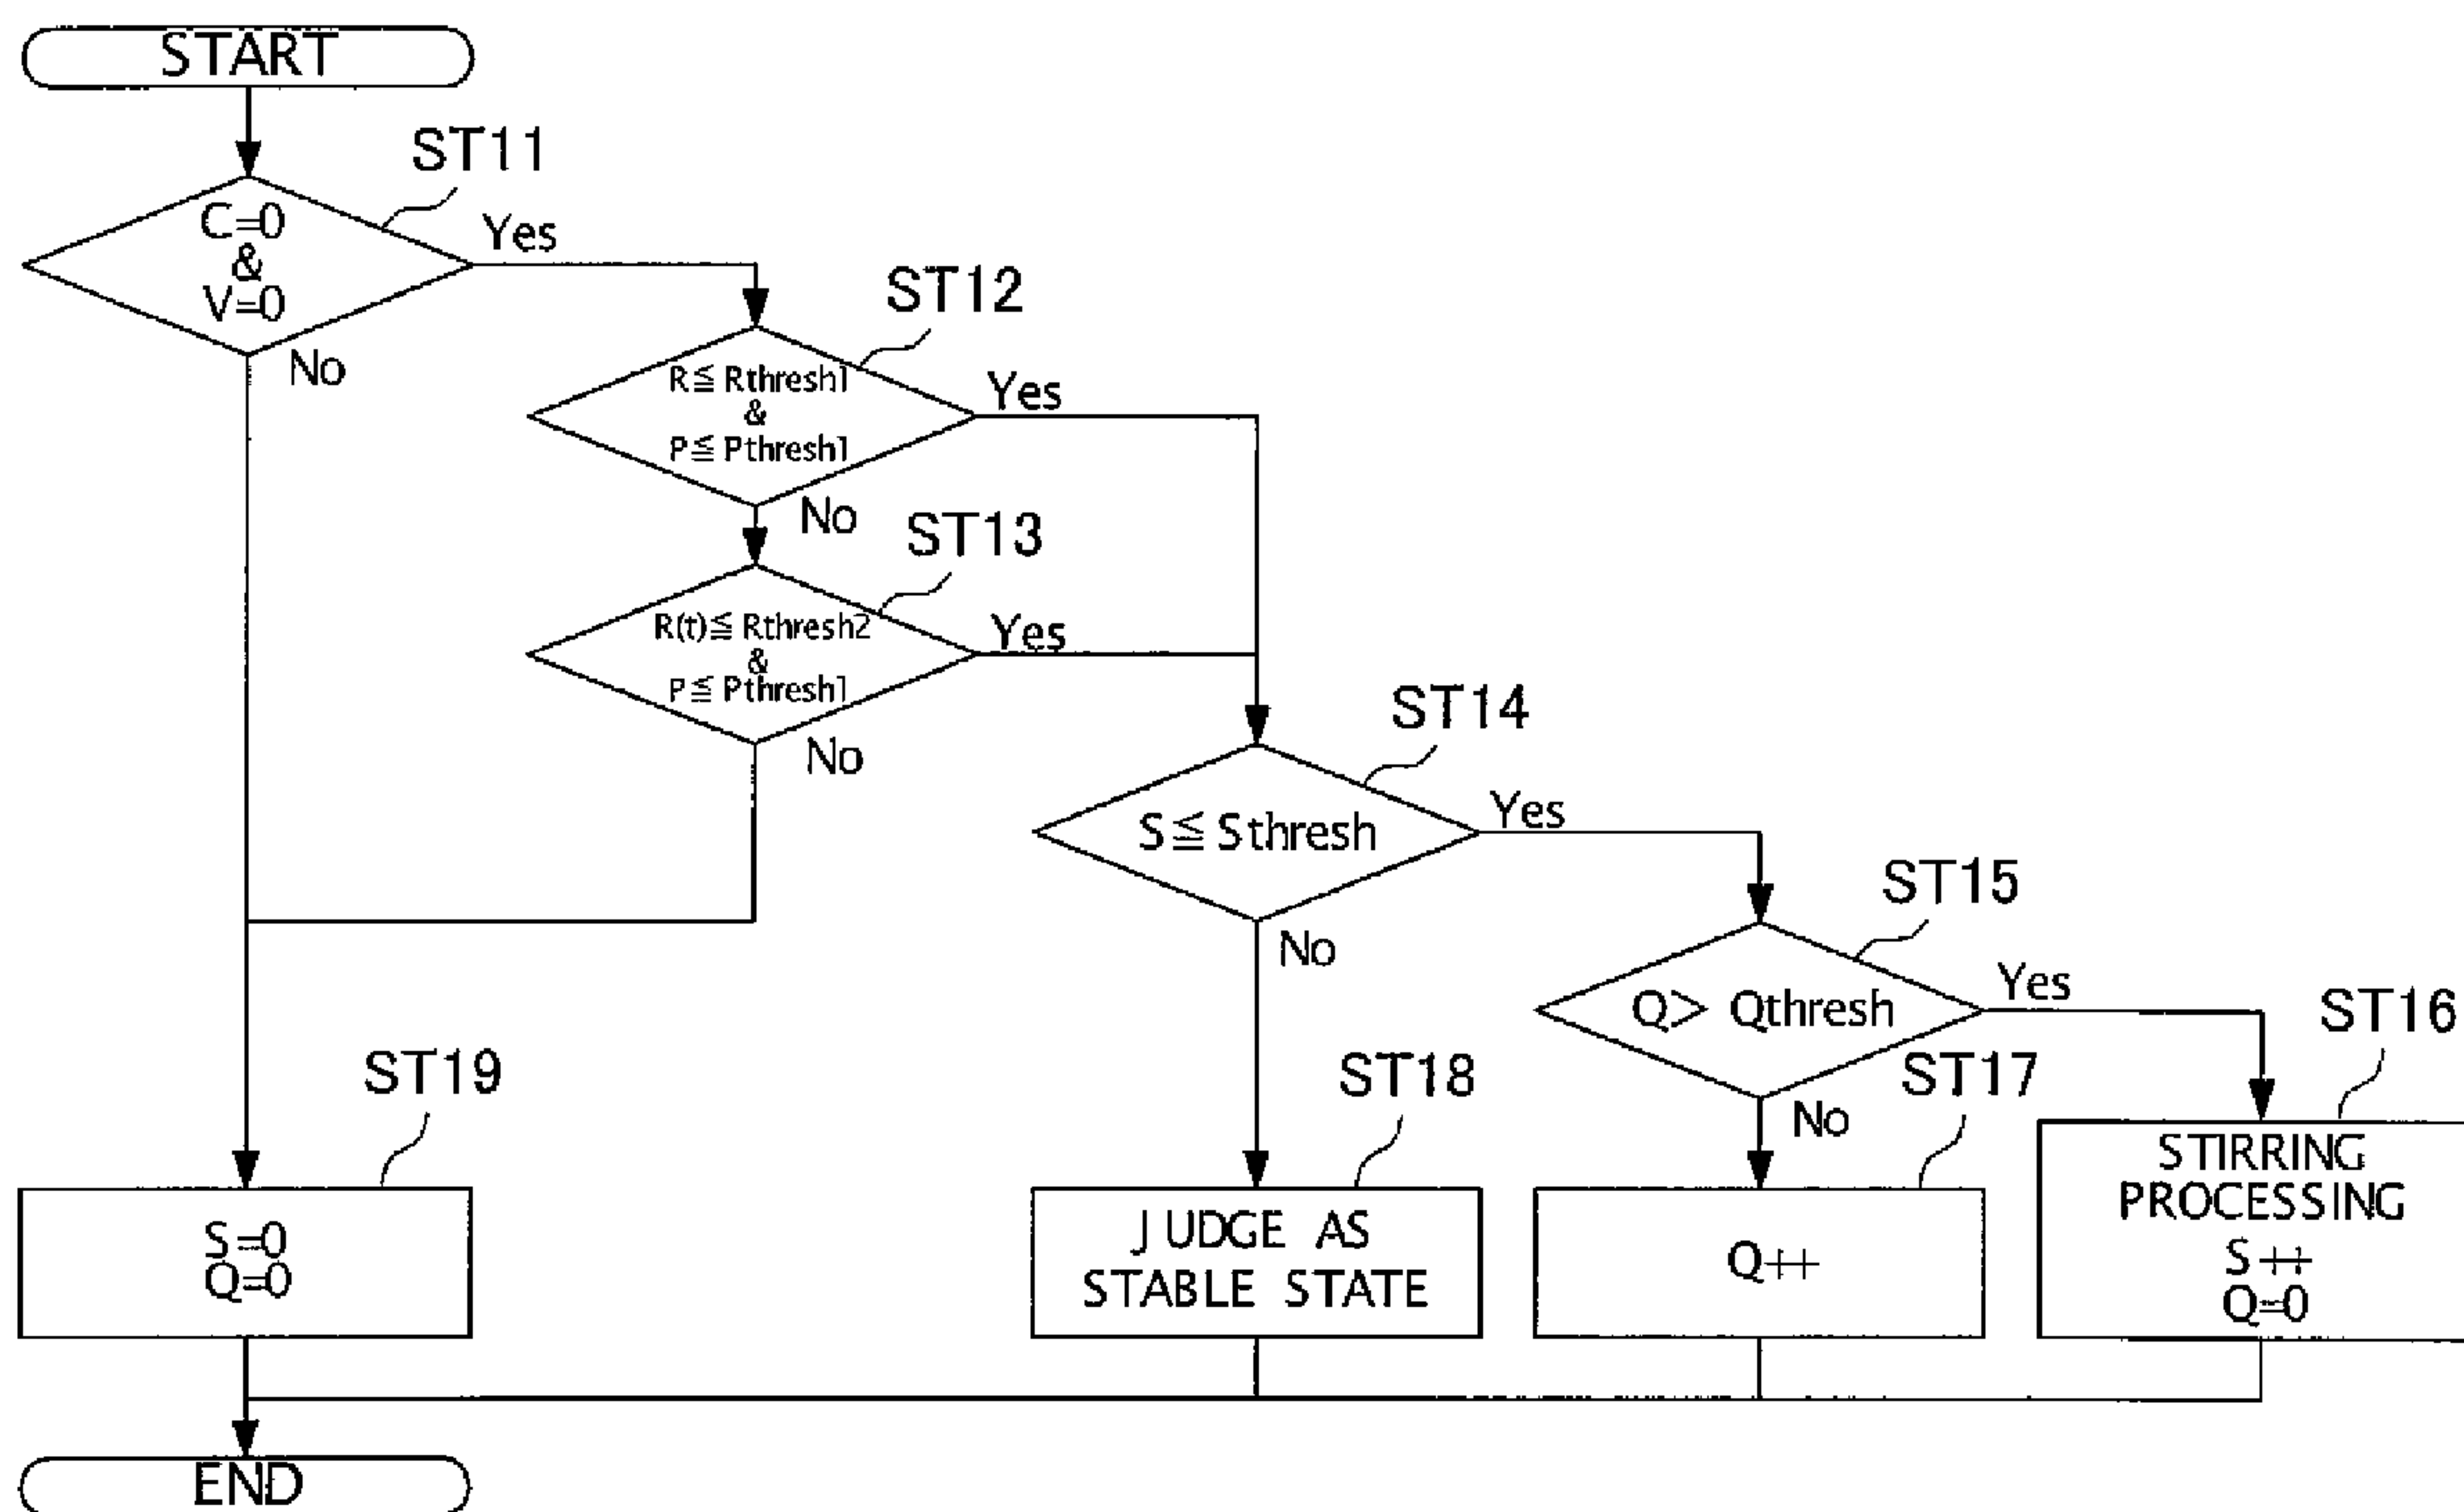 START
ST11
C=0
&
V=0
Yes
No
ST12
R≦Rthresh1
&
P≦Pthresh1
Yes
No
ST13
R(t)≦Rthresh2
&
P≦Pthresh1
Yes
No
ST14
S≦Sthresh
Yes
No
ST15
Q> Qthresh
Yes
No
ST16
STIRRING
PROCESSING
S++
Q=0
ST17
Q++
ST18
JUDGE AS
STABLE STATE
ST19
S=0
Q=0
END